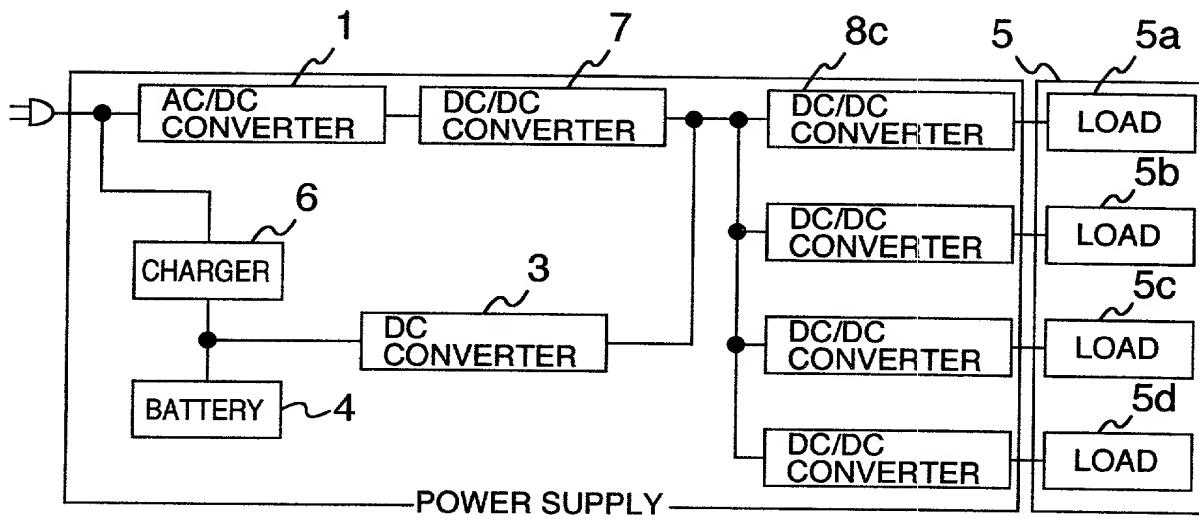 1
7
8c
5
5a
AC/DC
CONVERTER
DC/DC
CONVERTER
DC/DC
CONVERTER
LOAD
6
5b
CHARGER
DC/DC
CONVERTER
LOAD
3
5c
DC
CONVERTER
DC/DC
CONVERTER
LOAD
BATTERY
4
5d
DC/DC
CONVERTER
LOAD
POWER SUPPLY